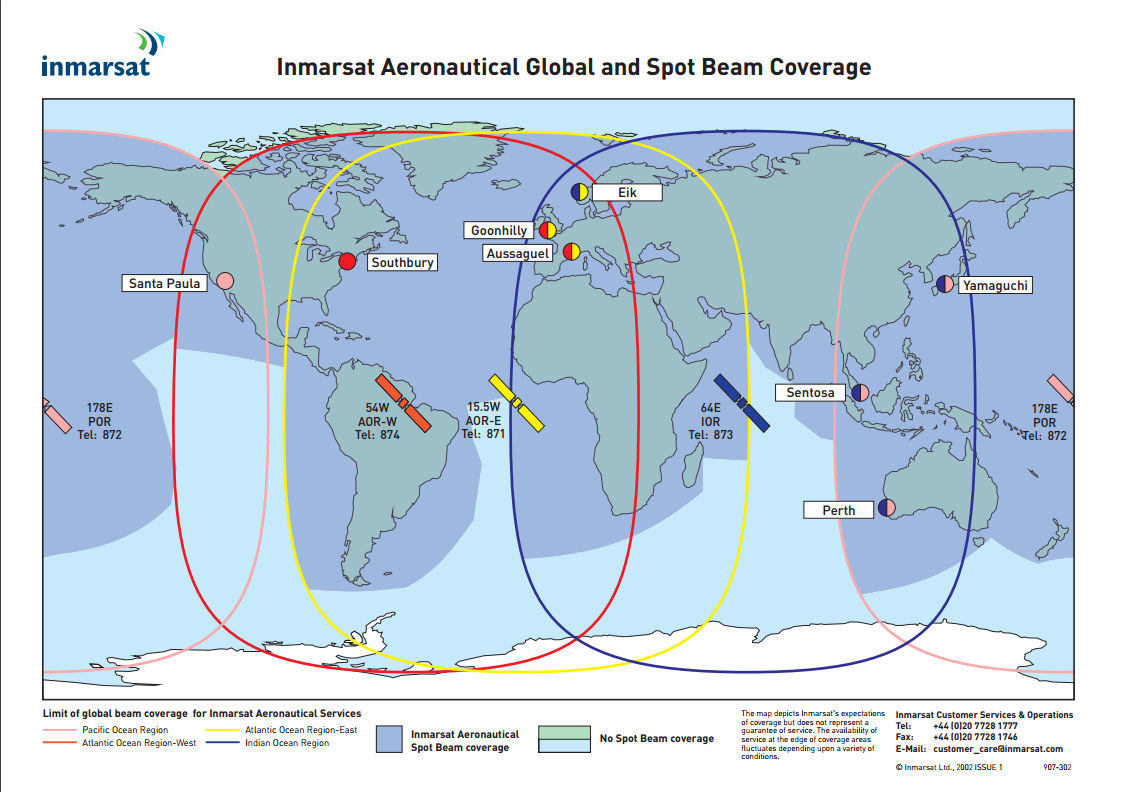 inmarsat
Inmarsat Aeronautical Global and Spot Beam Coverage
Eik
Goonhilly
Aussaguel
Southbury
Santa Paula
Yamaguchi
Sentosa
Perth
178E
POR
Tel: 872
54W
AOR-W
Tel: 874
15.5W
AOR-E
Tel: 871
64E
IOR
Tel: 873
178E
POR
Tel: 872
Limit of global beam coverage for Inmarsat Aeronautical Services
Pacific Ocean Region
Atlantic Ocean Region-West
Atlantic Ocean Region-East
Indian Ocean Region
Inmarsat Aeronautical
Spot Beam coverage
No Spot Beam coverage
The map depicts Inmarsat's expectations
of coverage but does not represent a
guarantee of service. The availability of
service at the edge of coverage areas
fluctuates depending upon a variety of
conditions.
Inmarsat Customer Services & Operations
Tel: +44 (0)20 7728 1777
Fax: +44 (0)20 7728 1746
E-Mail: customer_care@inmarsat.com
© Inmarsat Ltd., 2002 ISSUE 1 907-302